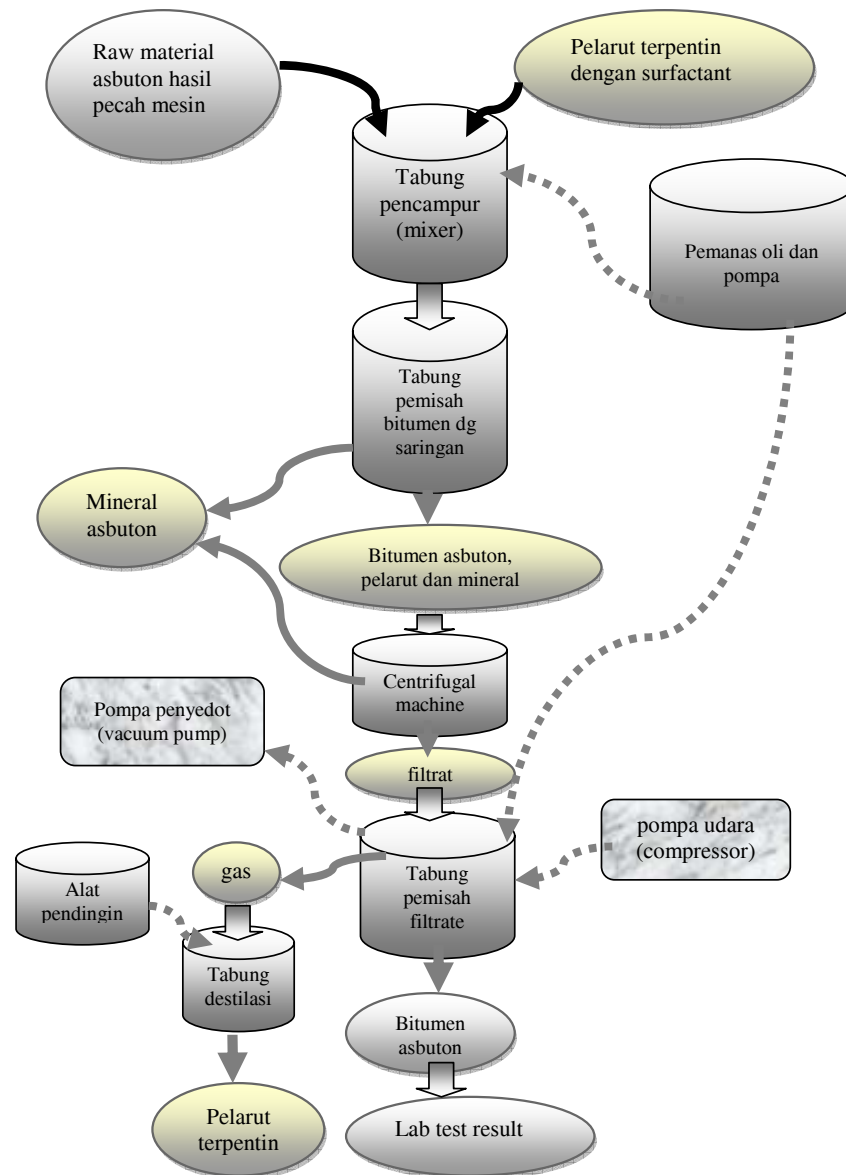 Raw material
asbuton hasil
pecah mesin
Pelarut terpentin
dengan surfactant
Tabung
pencampur
(mixer)
Pemanas oli dan
pompa
Tabung
pemisah
bitumen dg
saringan
Mineral
asbuton
Bitumen asbuton,
pelarut dan mineral
Centrifugal
machine
Pompa penyedot
(vacuum pump)
filtrat
pompa udara
(compressor)
gas
Tabung
pemisah
filtrate
Alat
pendingin
Tabung
destilasi
Bitumen
asbuton
Pelarut
terpentin
Lab test result